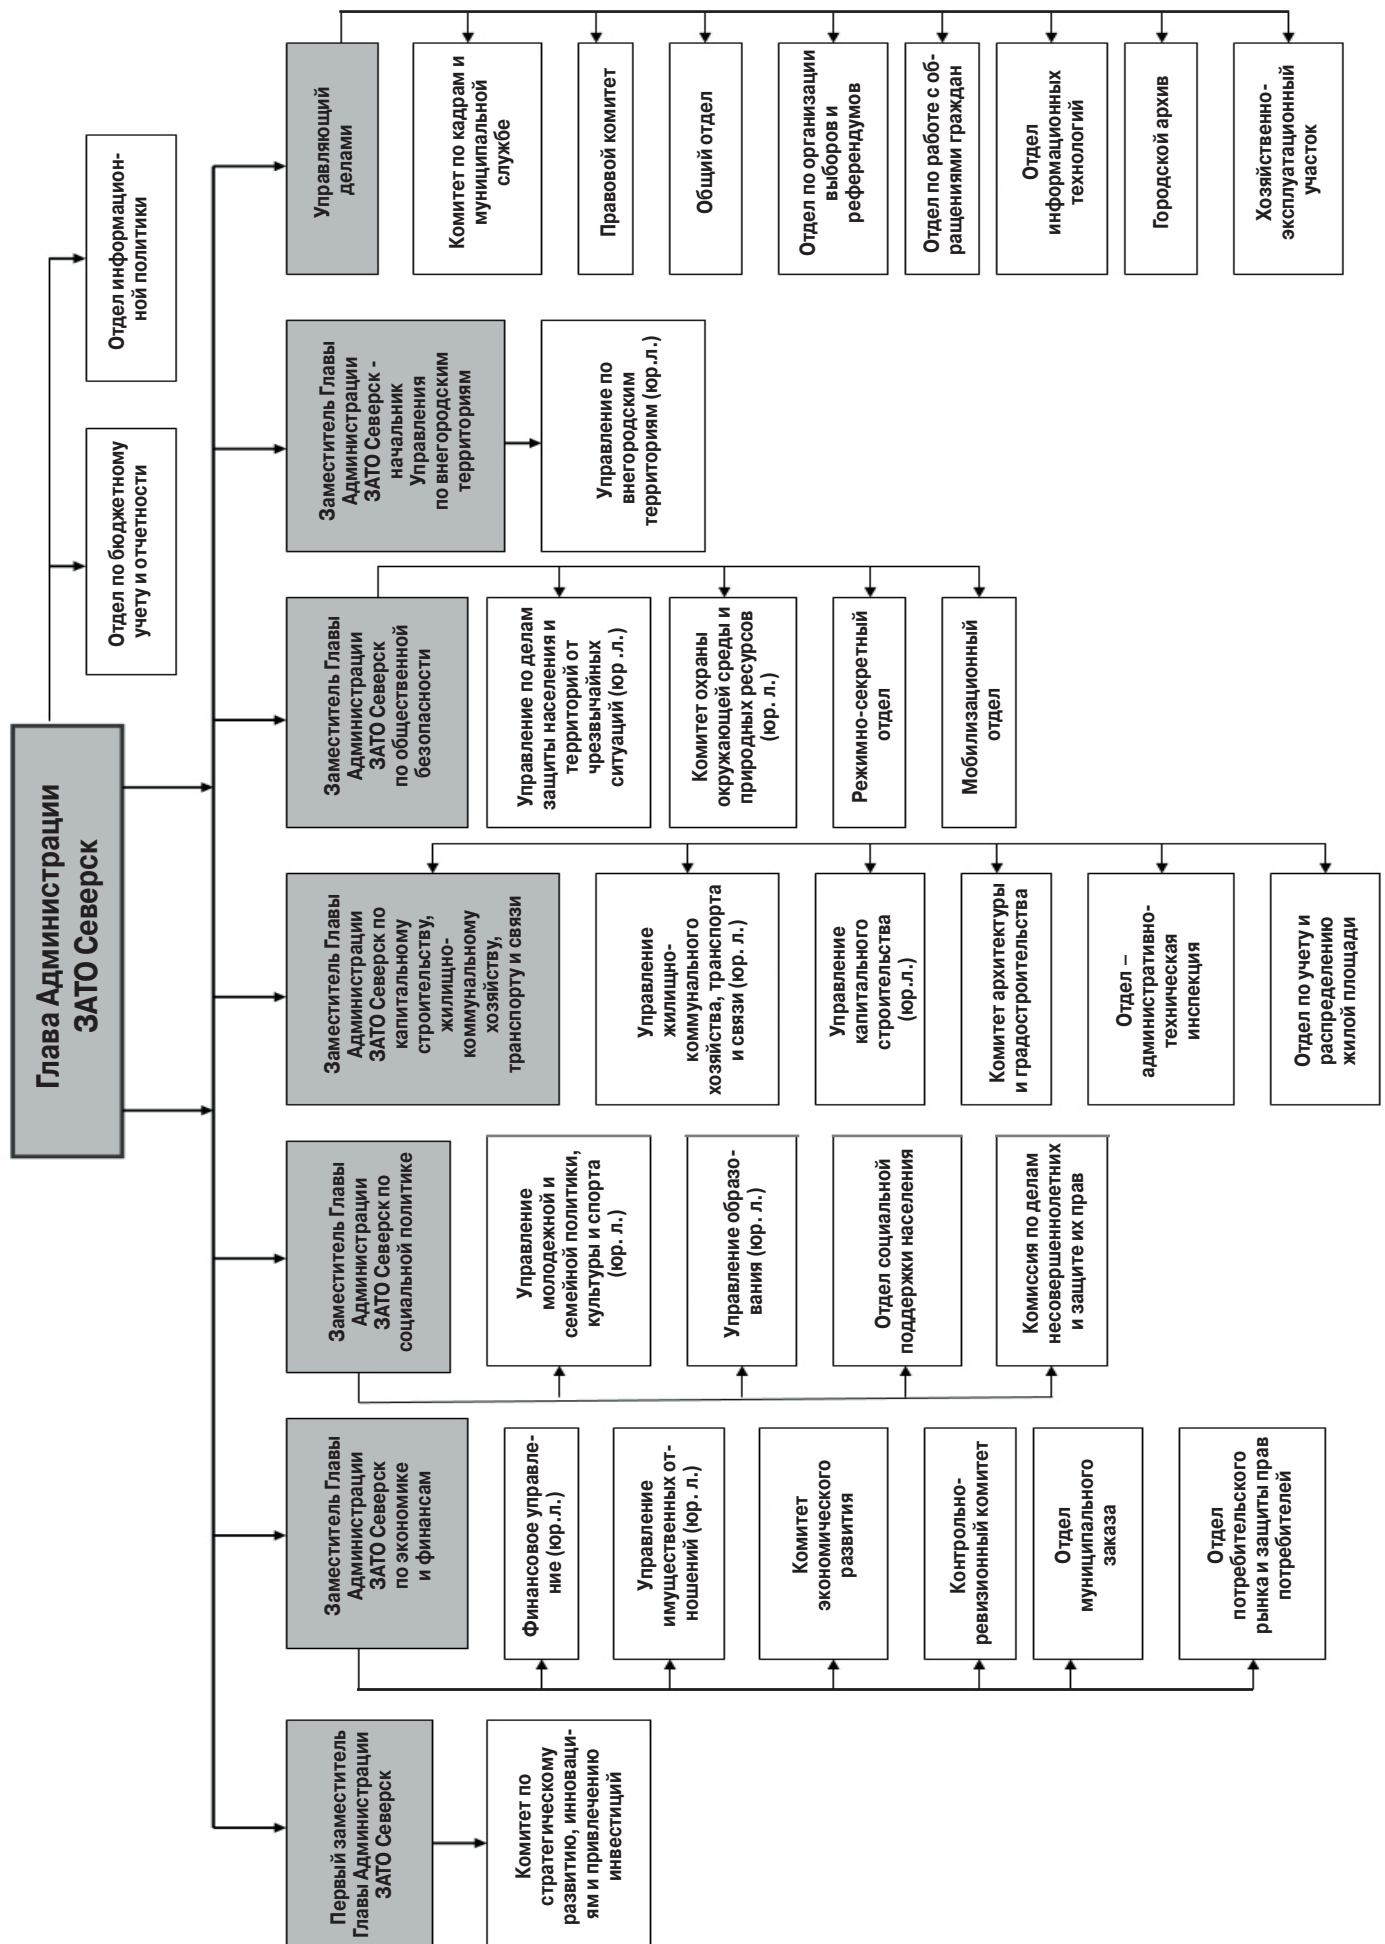 Глава Администрации
ЗАТО Северск
Отдел по бюджетному
учету и отчетности
Отдел информацион-
ной политики
Первый заместитель
Главы Администрации
ЗАТО Северск
Комитет по
стратегическому
развитию, инноваци-
ям и привлечению
инвестиций
Заместитель Главы
Администрации
ЗАТО Северск
по экономике
и финансам
Финансовое управле-
ние (юр.л.)
Управление
имущественных от-
ношений (юр. л.)
Комитет
экономического
развития
Контрольно-
ревизионный комитет
Отдел
муниципального
заказа
Отдел
потребительского
рынка и защиты прав
потребителей
Заместитель Главы
Администрации
ЗАТО Северск по
социальной политике
Управление
молодежной и
семейной политики,
культуры и спорта
(юр. л.)
Управление образо-
вания (юр. л.)
Отдел социальной
поддержки населения
Комиссия по делам
несовершеннолетних
и защите их прав
Заместитель Главы
Администрации
ЗАТО Северск по
капитальному
строительству,
жилищно-
коммунальному
хозяйству,
транспорту и связи
Управление
жилищно-
коммунального
хозяйства, транспорта
и связи (юр. л.)
Управление
капитального
строительства
(юр.л.)
Комитет архитектуры
и градостроительства
Отдел –
административно-
техническая
инспекция
Отдел по учету и
распределению
жилой площади
Заместитель Главы
Администрации
ЗАТО Северск
по общественной
безопасности
Управление по делам
защиты населения и
территорий от
чрезвычайных
ситуаций (юр .л.)
Комитет охраны
окружающей среды и
природных ресурсов
(юр. л.)
Режимно-секретный
отдел
Мобилизационный
отдел
Заместитель Главы
Администрации
ЗАТО Северск -
начальник
Управления
по внегородским
территориям
Управление по
внегородским
территориям (юр.л.)
Управляющий
делами
Комитет по кадрам и
муниципальной
службе
Правовой комитет
Общий отдел
Отдел по организации
выборов и
референдумов
Отдел по работе с об-
ращениями граждан
Отдел
информационных
технологий
Городской архив
Хозяйственно-
эксплуатационный
участок